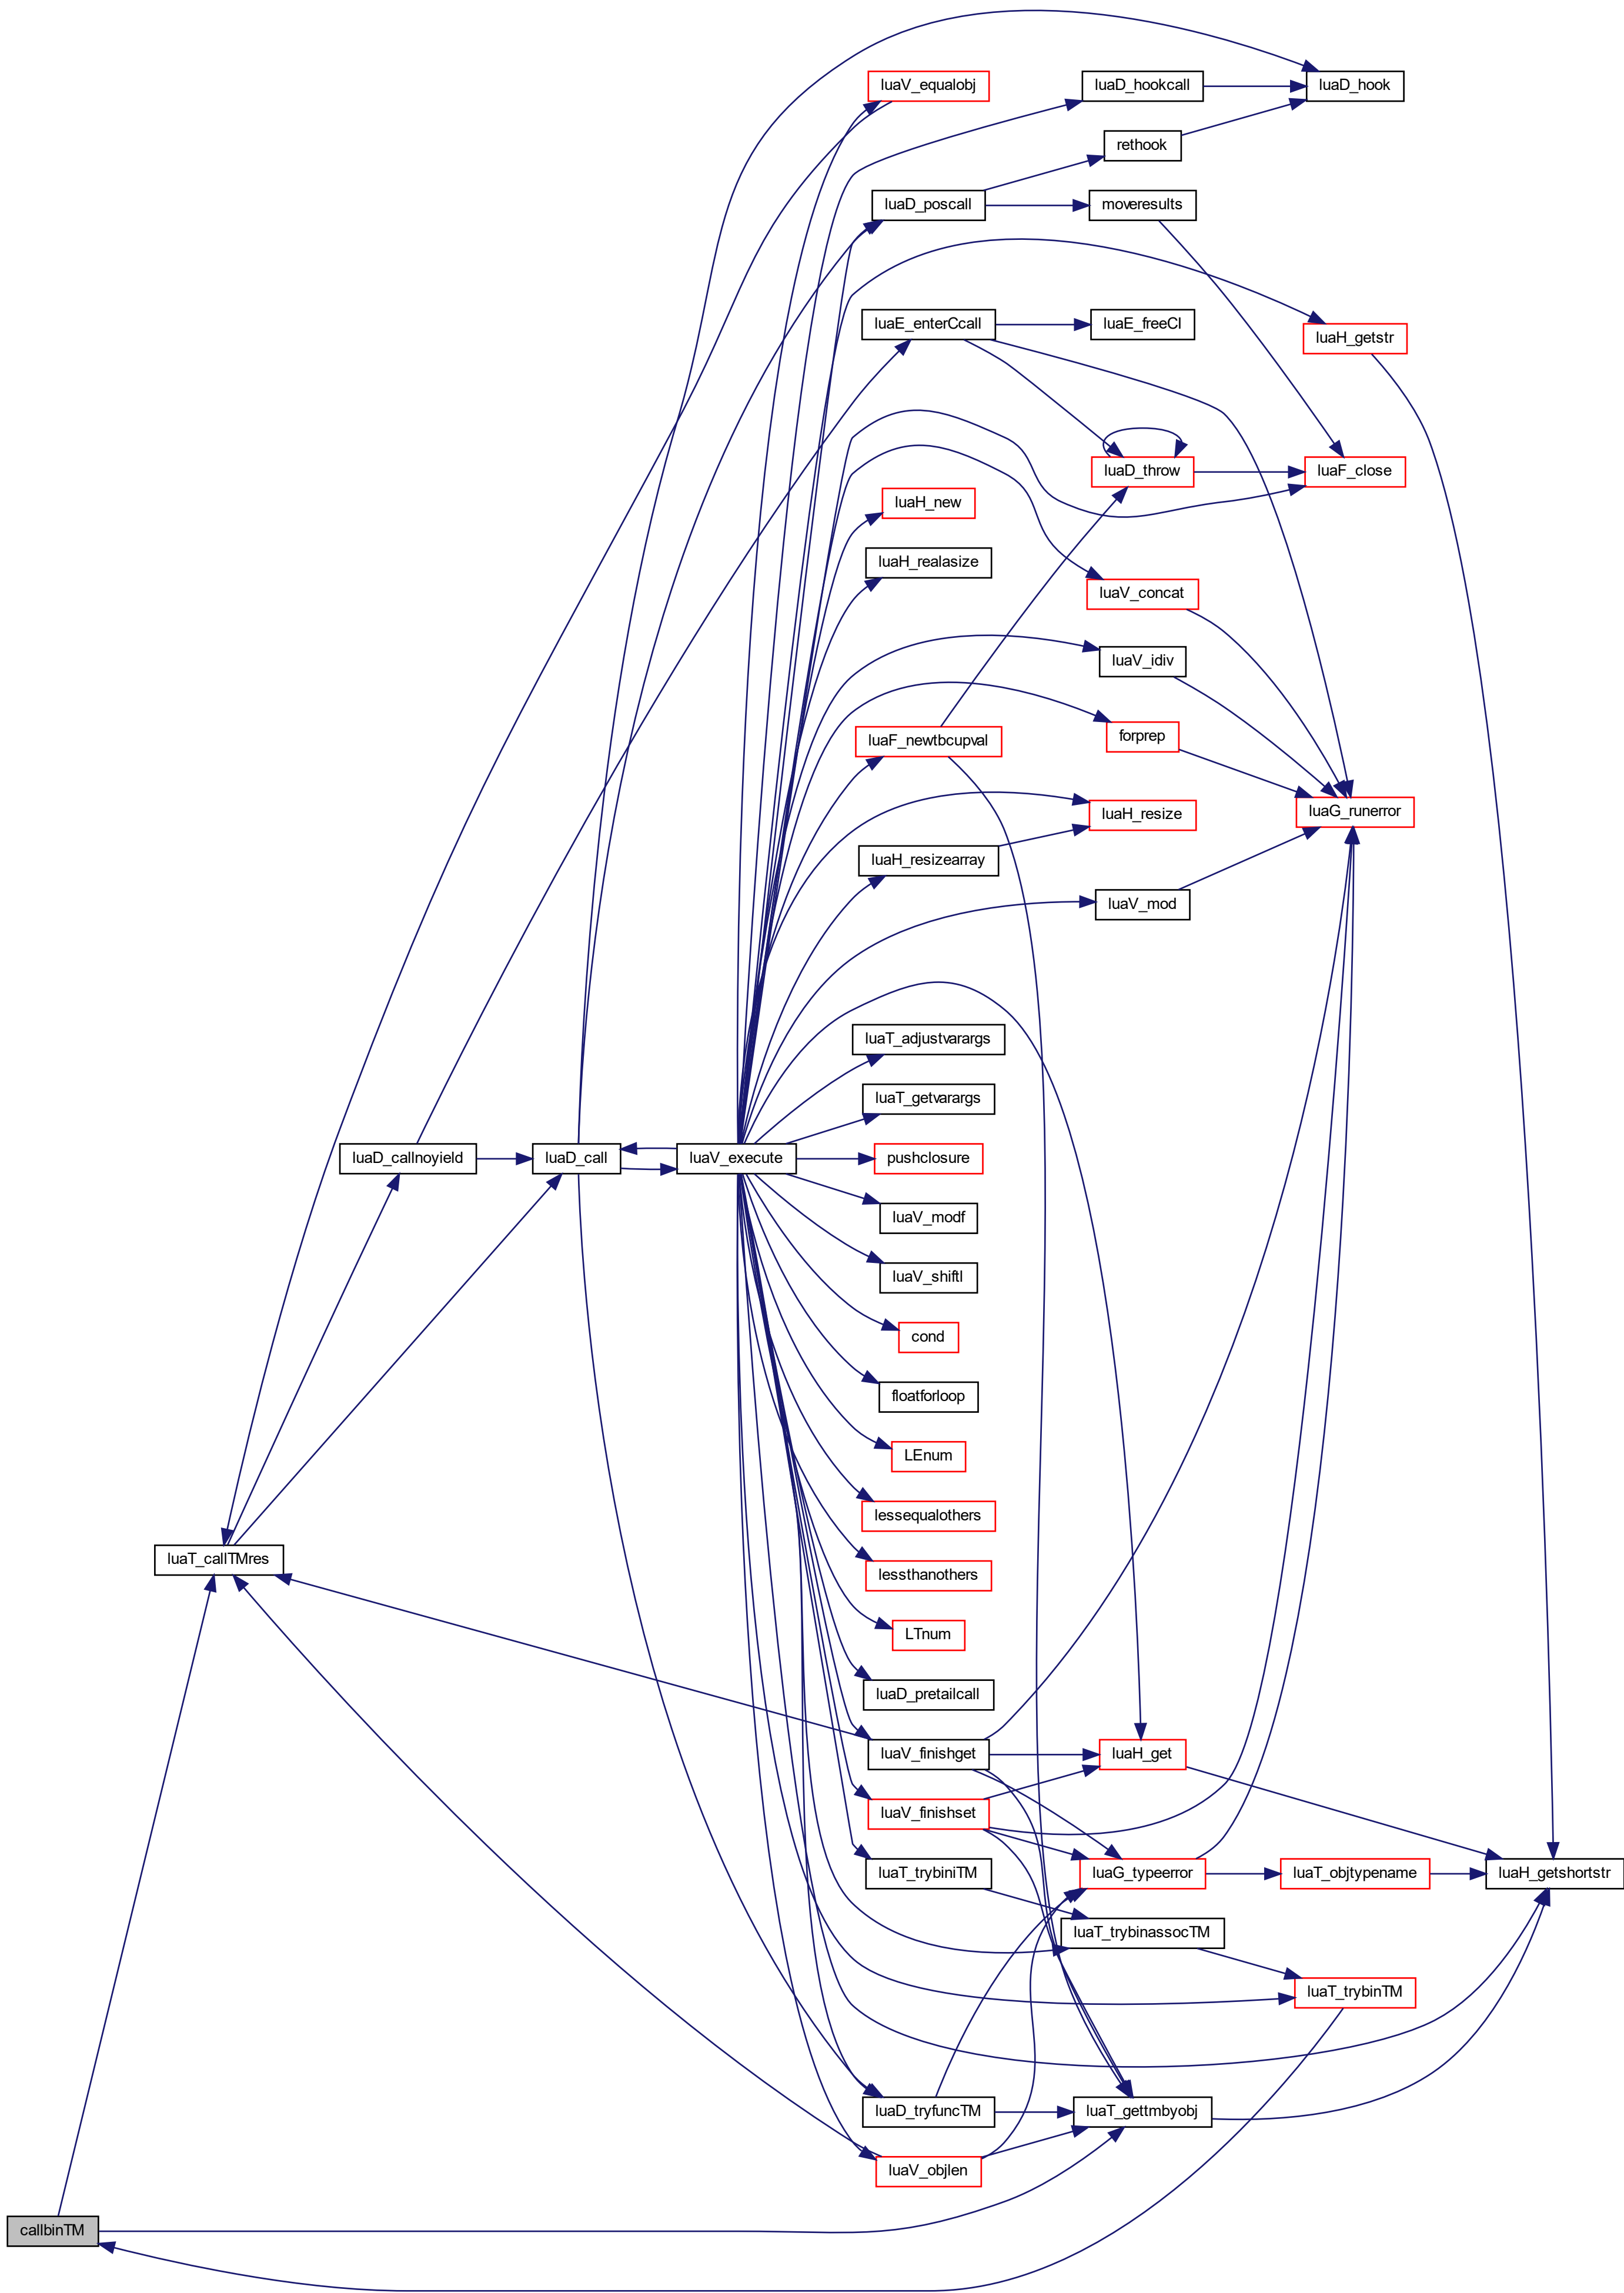 luaV_equalobj
luaD_hookcall
luaD_hook
rethook
luaD_poscall
moveresults
luaE_enterCcall
luaE_freeCI
luaH_getstr
luaD_throw
luaF_close
luaH_new
luaH_realasize
luaV_concat
luaV_idiv
luaF_newtbcupval
forprep
luaH_resize
luaG_runerror
luaH_resizearray
luaV_mod
luaT_adjustvarargs
luaT_getvarargs
luaD_callnoyield
luaD_call
luaV_execute
pushclosure
luaV_modf
luaV_shiftl
cond
floatforloop
LEnum
lessequalothers
luaT_callTMres
lessthanothers
LTnum
luaD_pretailcall
luaV_finishget
luaH_get
luaV_finishset
luaT_trybiniTM
luaG_typeerror
luaT_objtypename
luaH_getshortstr
luaT_trybinassocTM
luaT_trybinTM
luaD_tryfuncTM
luaT_gettmbyobj
luaV_objlen
callbinTM